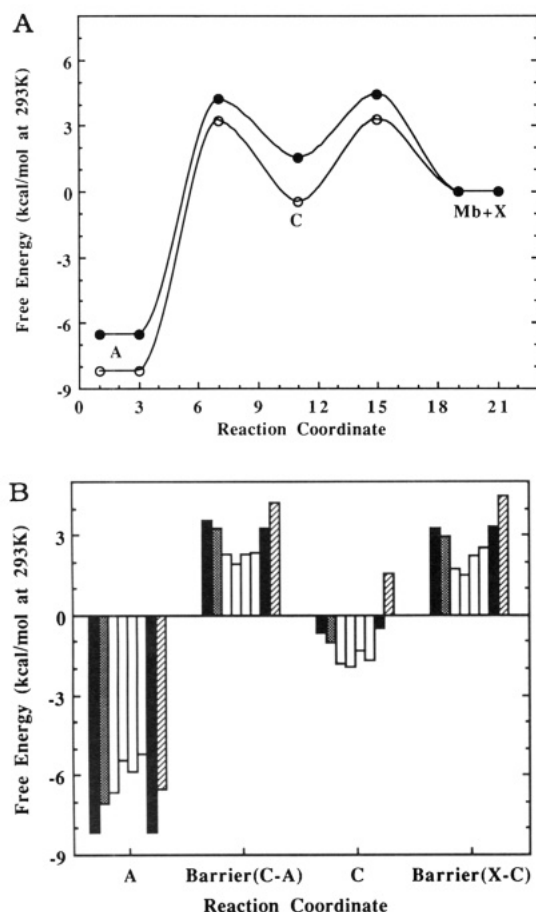 A
Free Energy (kcal/mol at 293K)
6
3
0
-3
-6
-9
A
C
Mb+X
0 3 6 9 12 15 18 21
Reaction Coordinate
B
Free Energy (kcal/mol at 293K)
3
0
-3
-6
-9
A Barrier(C-A) C Barrier(X-C)
Reaction Coordinate